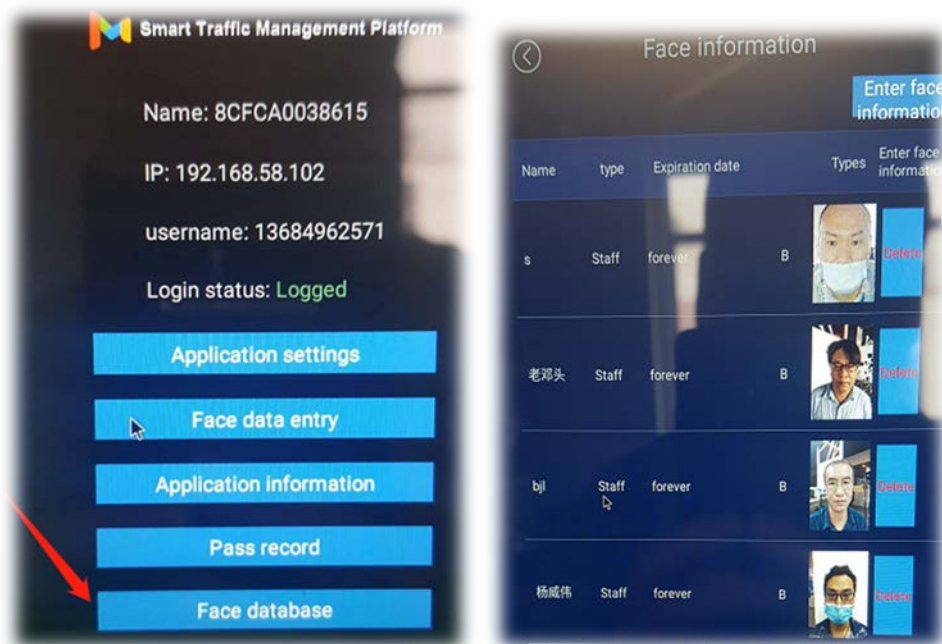 Smart Traffic Management Platform
Name: 8CFCA0038615
IP: 192.168.58.102
username: 13684962571
Login status: Logged
Application settings
Face data entry
Application information
Pass record
Face database
Face information
Enter face
information
Name type Expiration date Types Enter face
information
s Staff forever B Delete
老邓头 Staff forever B Delete
bjl Staff forever B Delete
杨威伟 Staff forever B Delete